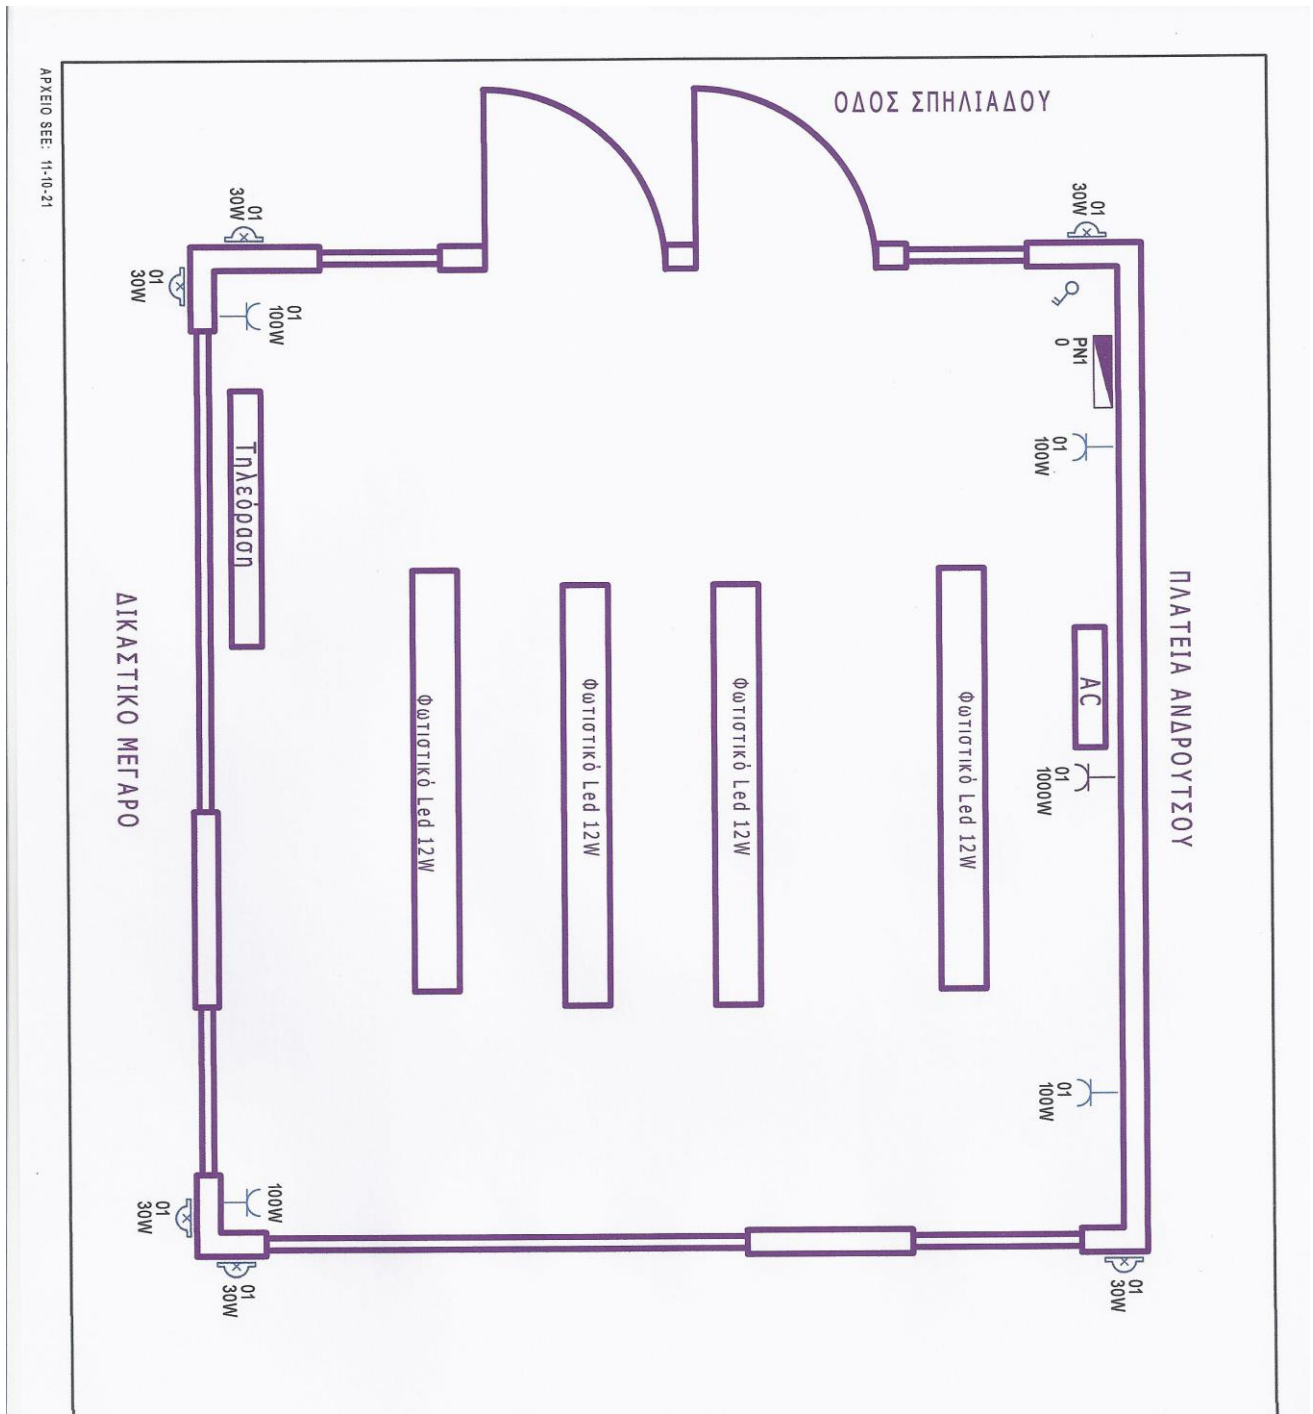 ΑΡΧΕΙΟ SEE: 11-10-21
ΟΔΟΣ ΣΠΗΛΙΑΔΟΥ
01
30W
01
30W
01
30W
01
100W
PN1
0
01
100W
Τηλεόραση
ΔΙΚΑΣΤΙΚΟ ΜΕΓΑΡΟ
Φωτιστικό Led 12W
Φωτιστικό Led 12W
Φωτιστικό Led 12W
Φωτιστικό Led 12W
AC
ΠΛΑΤΕΙΑ ΑΝΔΡΟΥΤΣΟΥ
01
1000W
01
100W
100W
01
30W
01
30W
01
30W